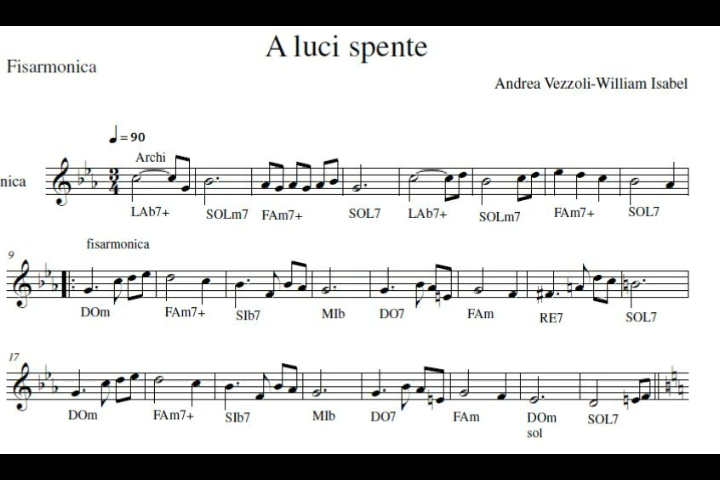 A luci spente
Fisarmonica
Andrea Vezzoli-William Isabel
= 90
Archi
nica
3
4
LAb7+ SOLm7 FAm7+ SOL7 LAb7+ SOLm7 FAm7+ SOL7
9
fisarmonica
DOm FAm7+ SIb7 MIb DO7 FAm RE7 SOL7
17
DOm FAm7+ SIb7 MIb DO7 FAm DOm SOL7
sol